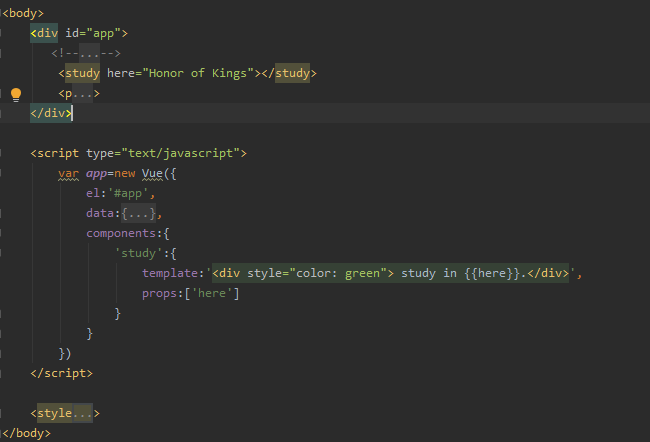 <body>
<div id="app">
<!--...-->
<study here="Honor of Kings"></study>
<p...>
</div>
<script type="text/javascript">
var app=new Vue({
el:'#app',
data:{...},
components:{
'study':{
template:'<div style="color: green"> study in {{here}}.</div>',
props:['here']
}
}
})
</script>
<style...>
</body>